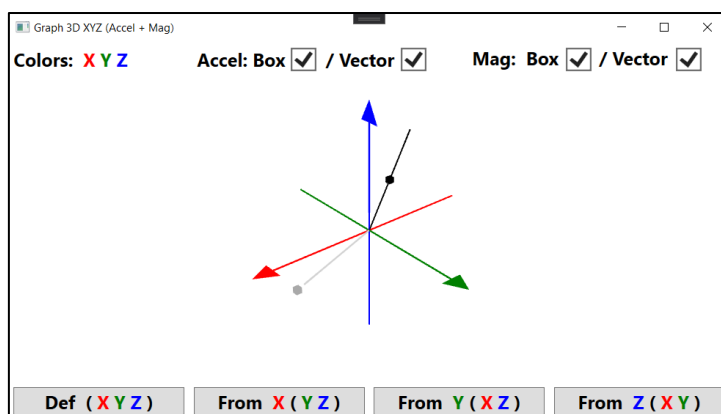 Graph 3D XYZ (Accel + Mag)
Colors: X Y Z Accel: Box / Vector Mag: Box / Vector
Def ( X Y Z ) From X ( Y Z ) From Y ( X Z ) From Z ( X Y )